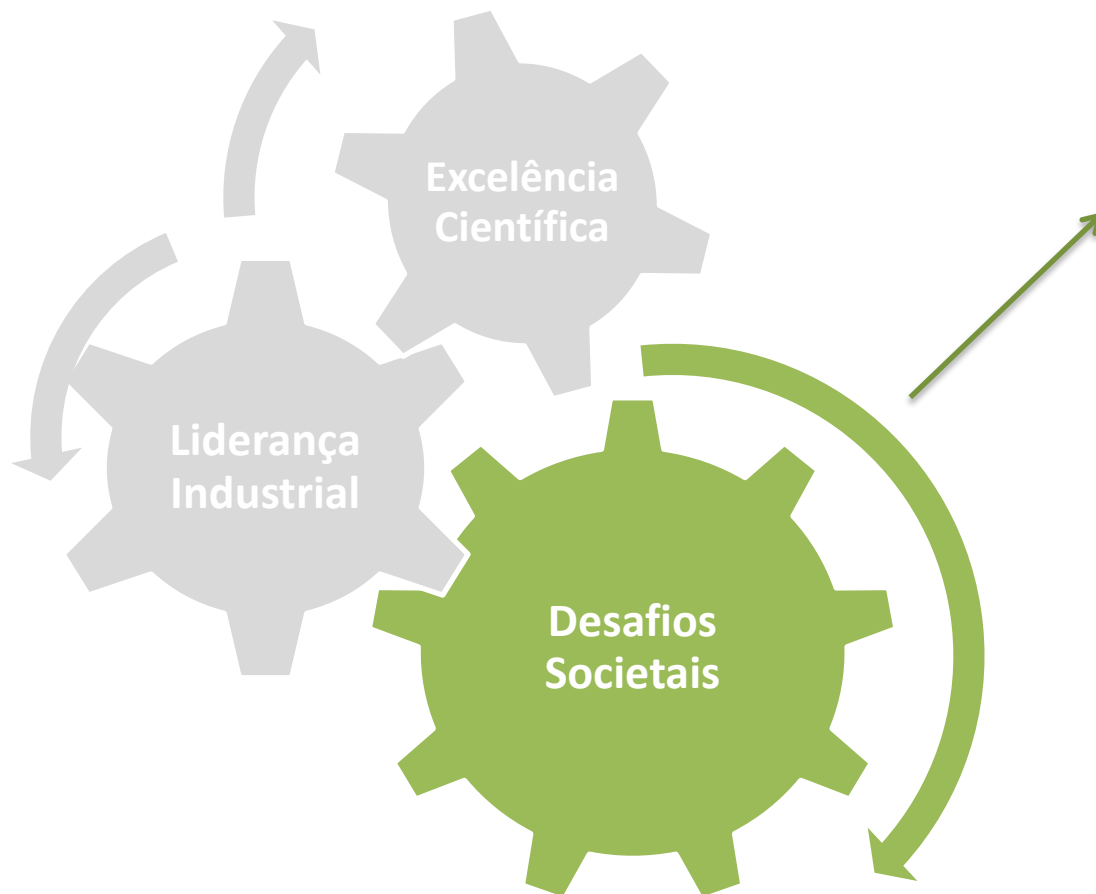 Excelência
Científica
Liderança
Industrial
Desafios
Societais